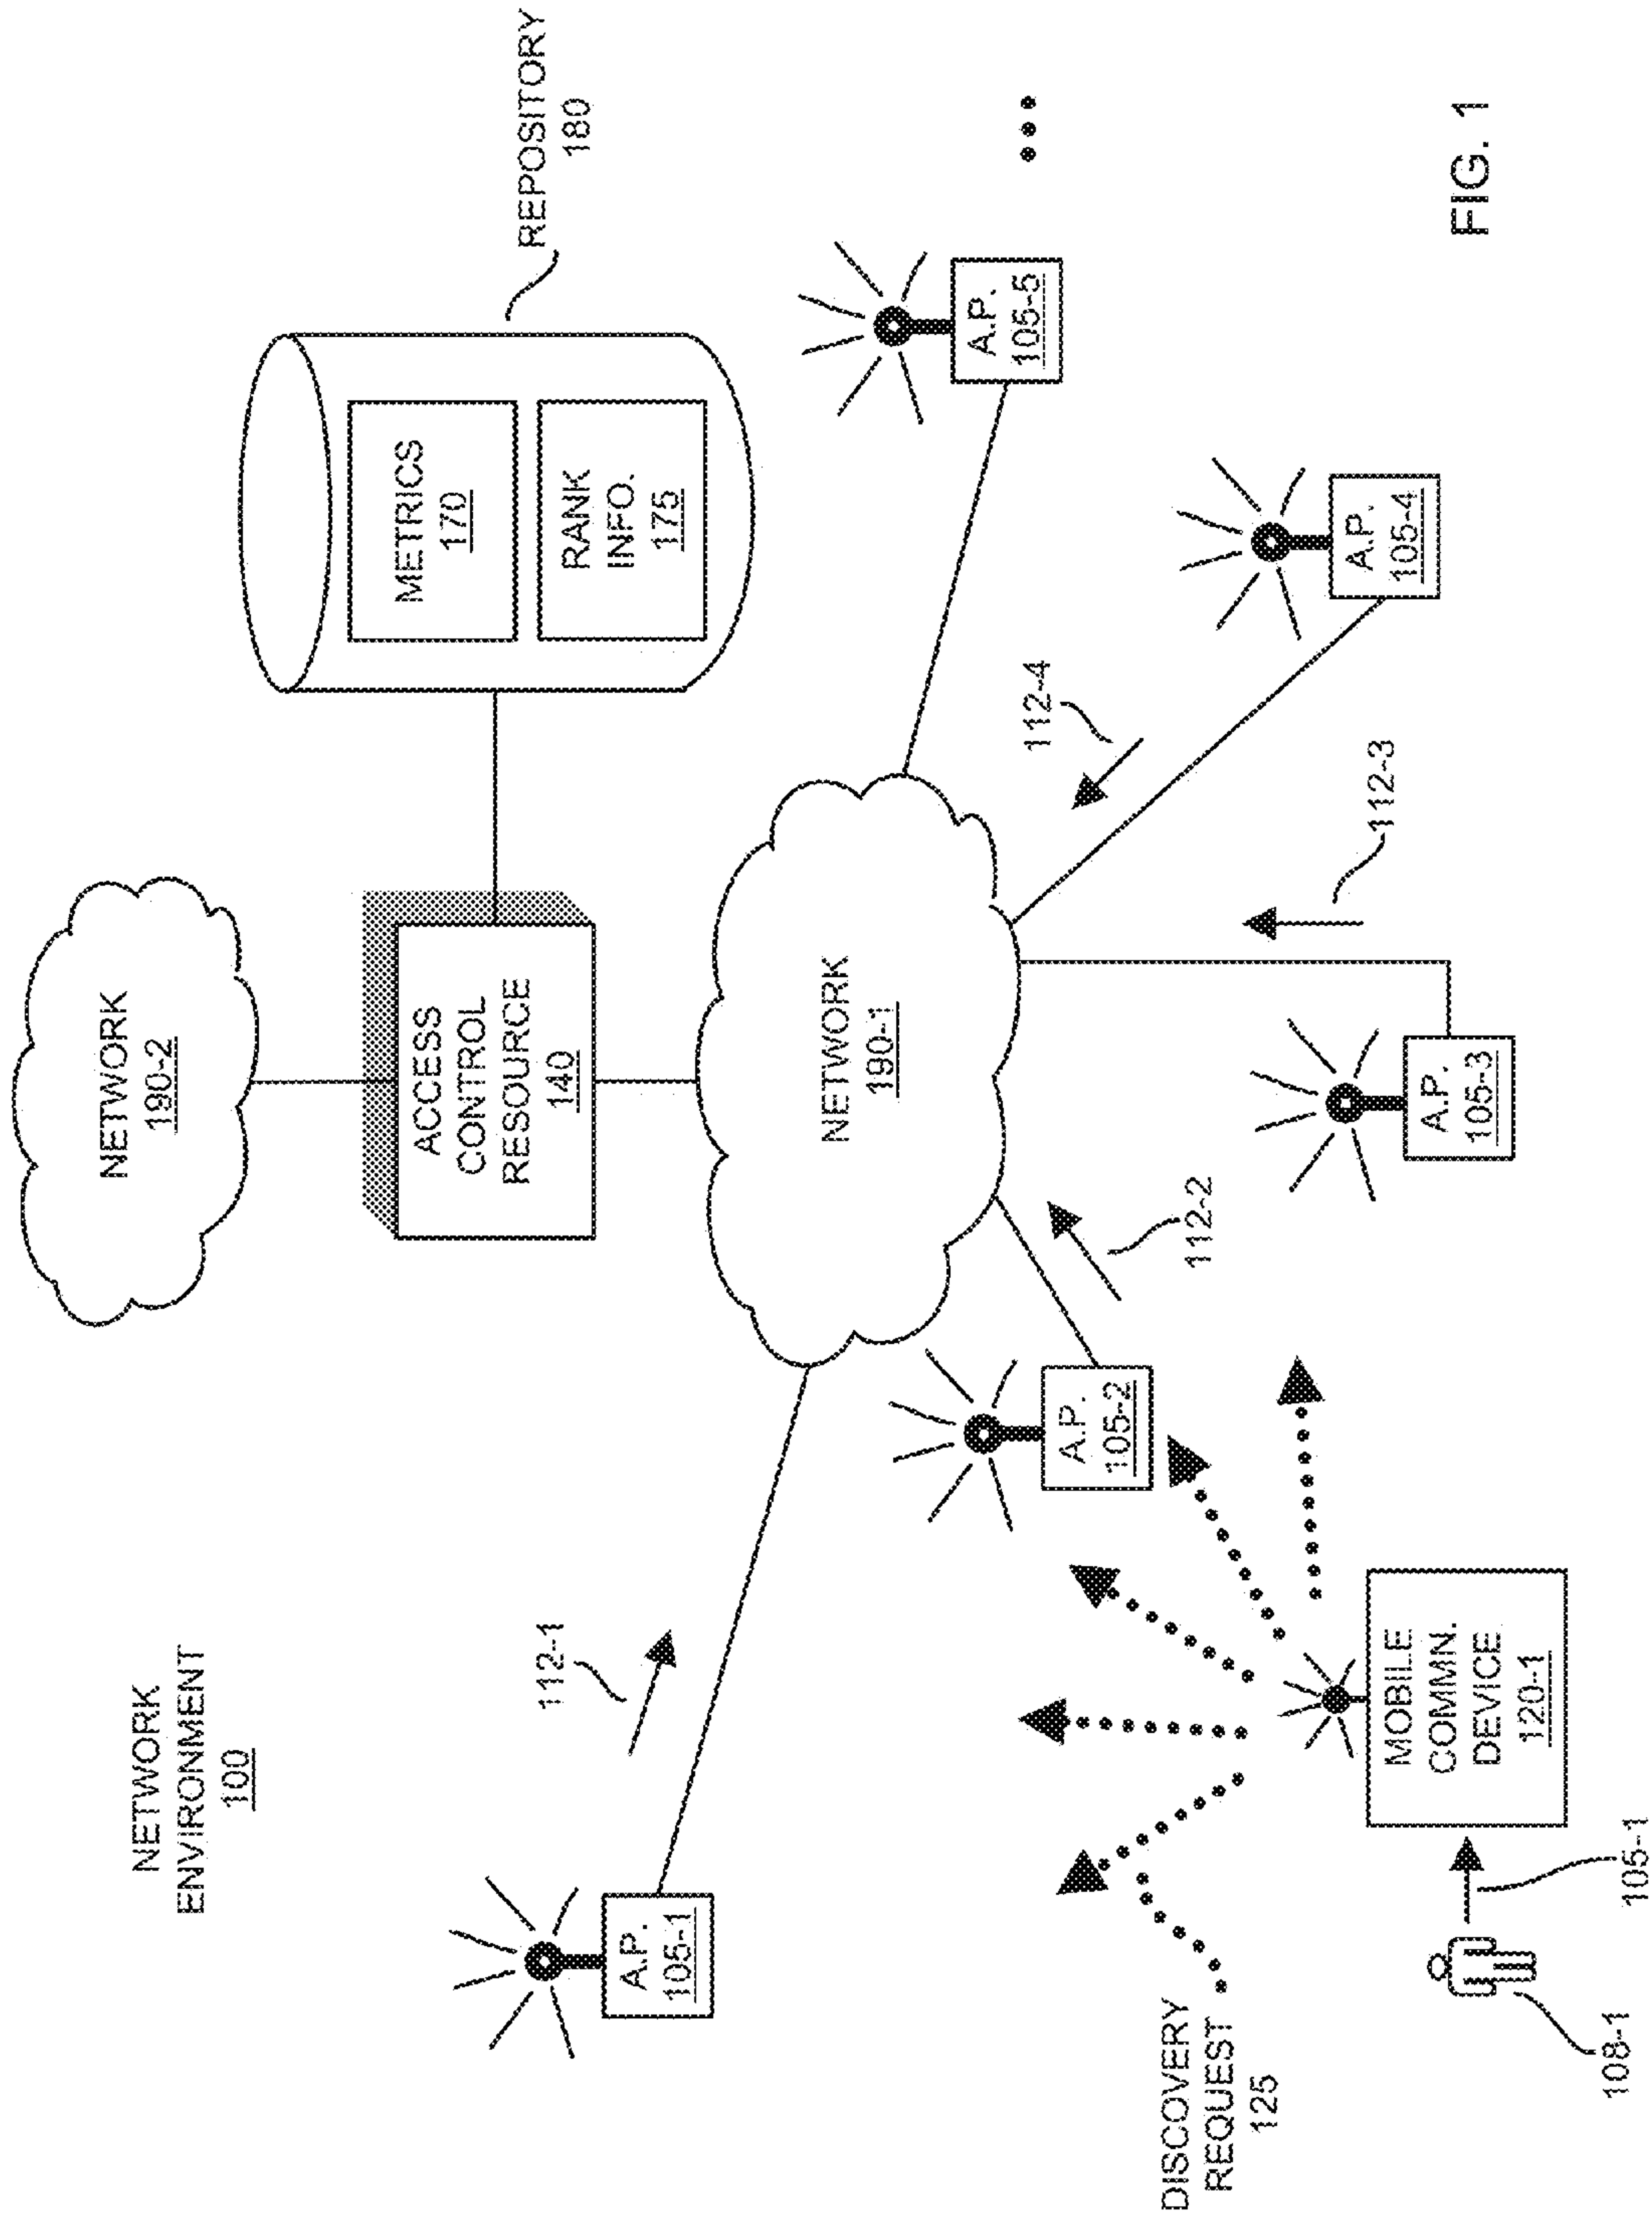 NETWORK
ENVIRONMENT
100
NETWORK
190-2
ACCESS
CONTROL
RESOURCE
140
REPOSITORY
180
METRICS
170
RANK
INFO.
175
NETWORK
190-1
A.P.
105-1
112-1
A.P.
105-2
112-2
A.P.
105-3
112-3
A.P.
105-4
112-4
A.P.
105-5
DISCOVERY
REQUEST
125
MOBILE
COMMN.
DEVICE
120-1
108-1
105-1
FIG. 1